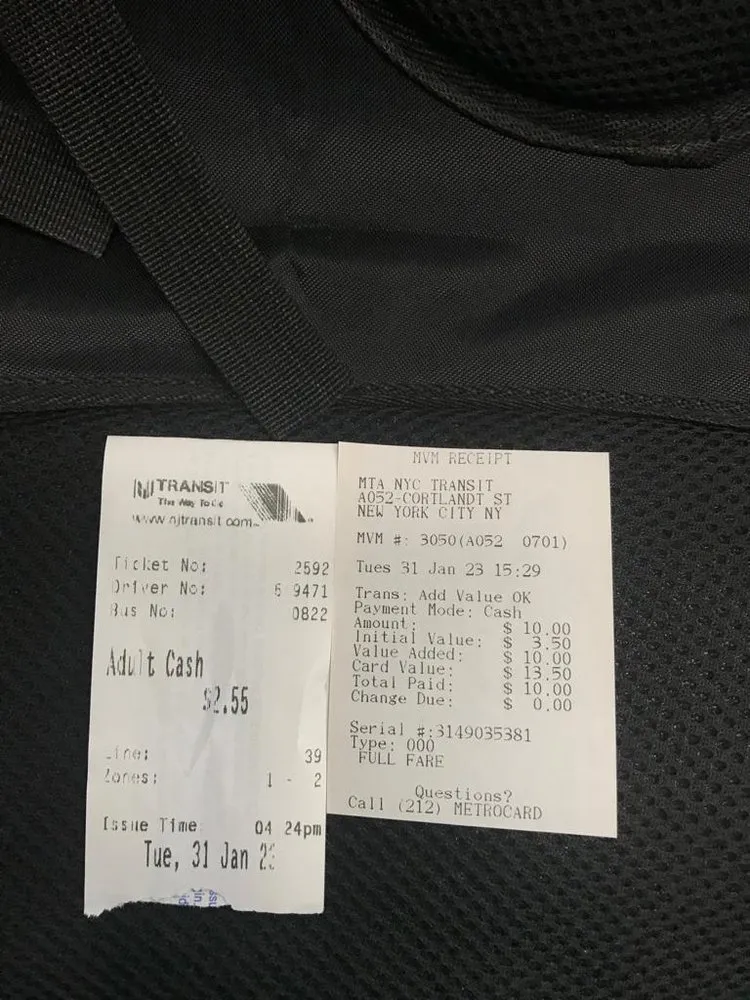 NJ TRANSIT
The Way To Go
www.njtransit.com
Ticket No: 2592
Driver No: 6 9471
Bus No: 0822
Adult Cash
$2.55
Line: 39
Zones: 1 - 2
Issue Time 04 24pm
Tue, 31 Jan 23
MVM RECEIPT
MTA NYC TRANSIT
A052-CORTLANDT ST
NEW YORK CITY NY
MVM #: 3050(A052 0701)
Tues 31 Jan 23 15:29
Trans: Add Value OK
Payment Mode: Cash
Amount: $ 10.00
Initial Value: $ 3.50
Value Added: $ 10.00
Card Value: $ 13.50
Total Paid: $ 10.00
Change Due: $ 0.00
Serial #:3149035381
Type: 000
FULL FARE
Questions?
Call (212) METROCARD